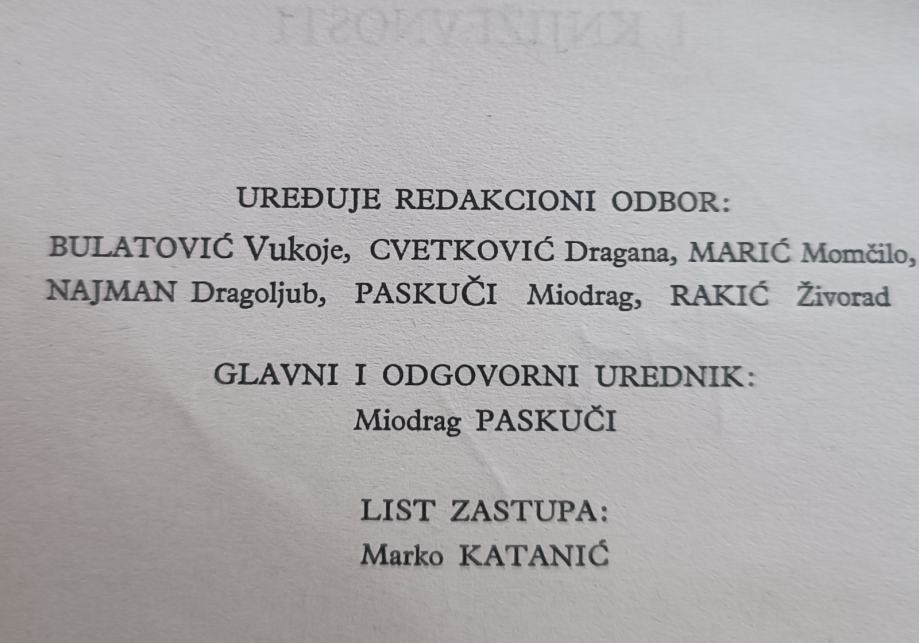 UREĐUJE REDAKCIONI ODBOR:
BULATOVIĆ Vukoje, CVETKOVIĆ Dragana, MARIĆ Momčilo,
NAJMAN Dragoljub, PASKUČI Miodrag, RAKIĆ Živorad
GLAVNI I ODGOVORNI UREDNIK:
Miodrag PASKUČI
LIST ZASTUPA:
Marko KATANIĆ